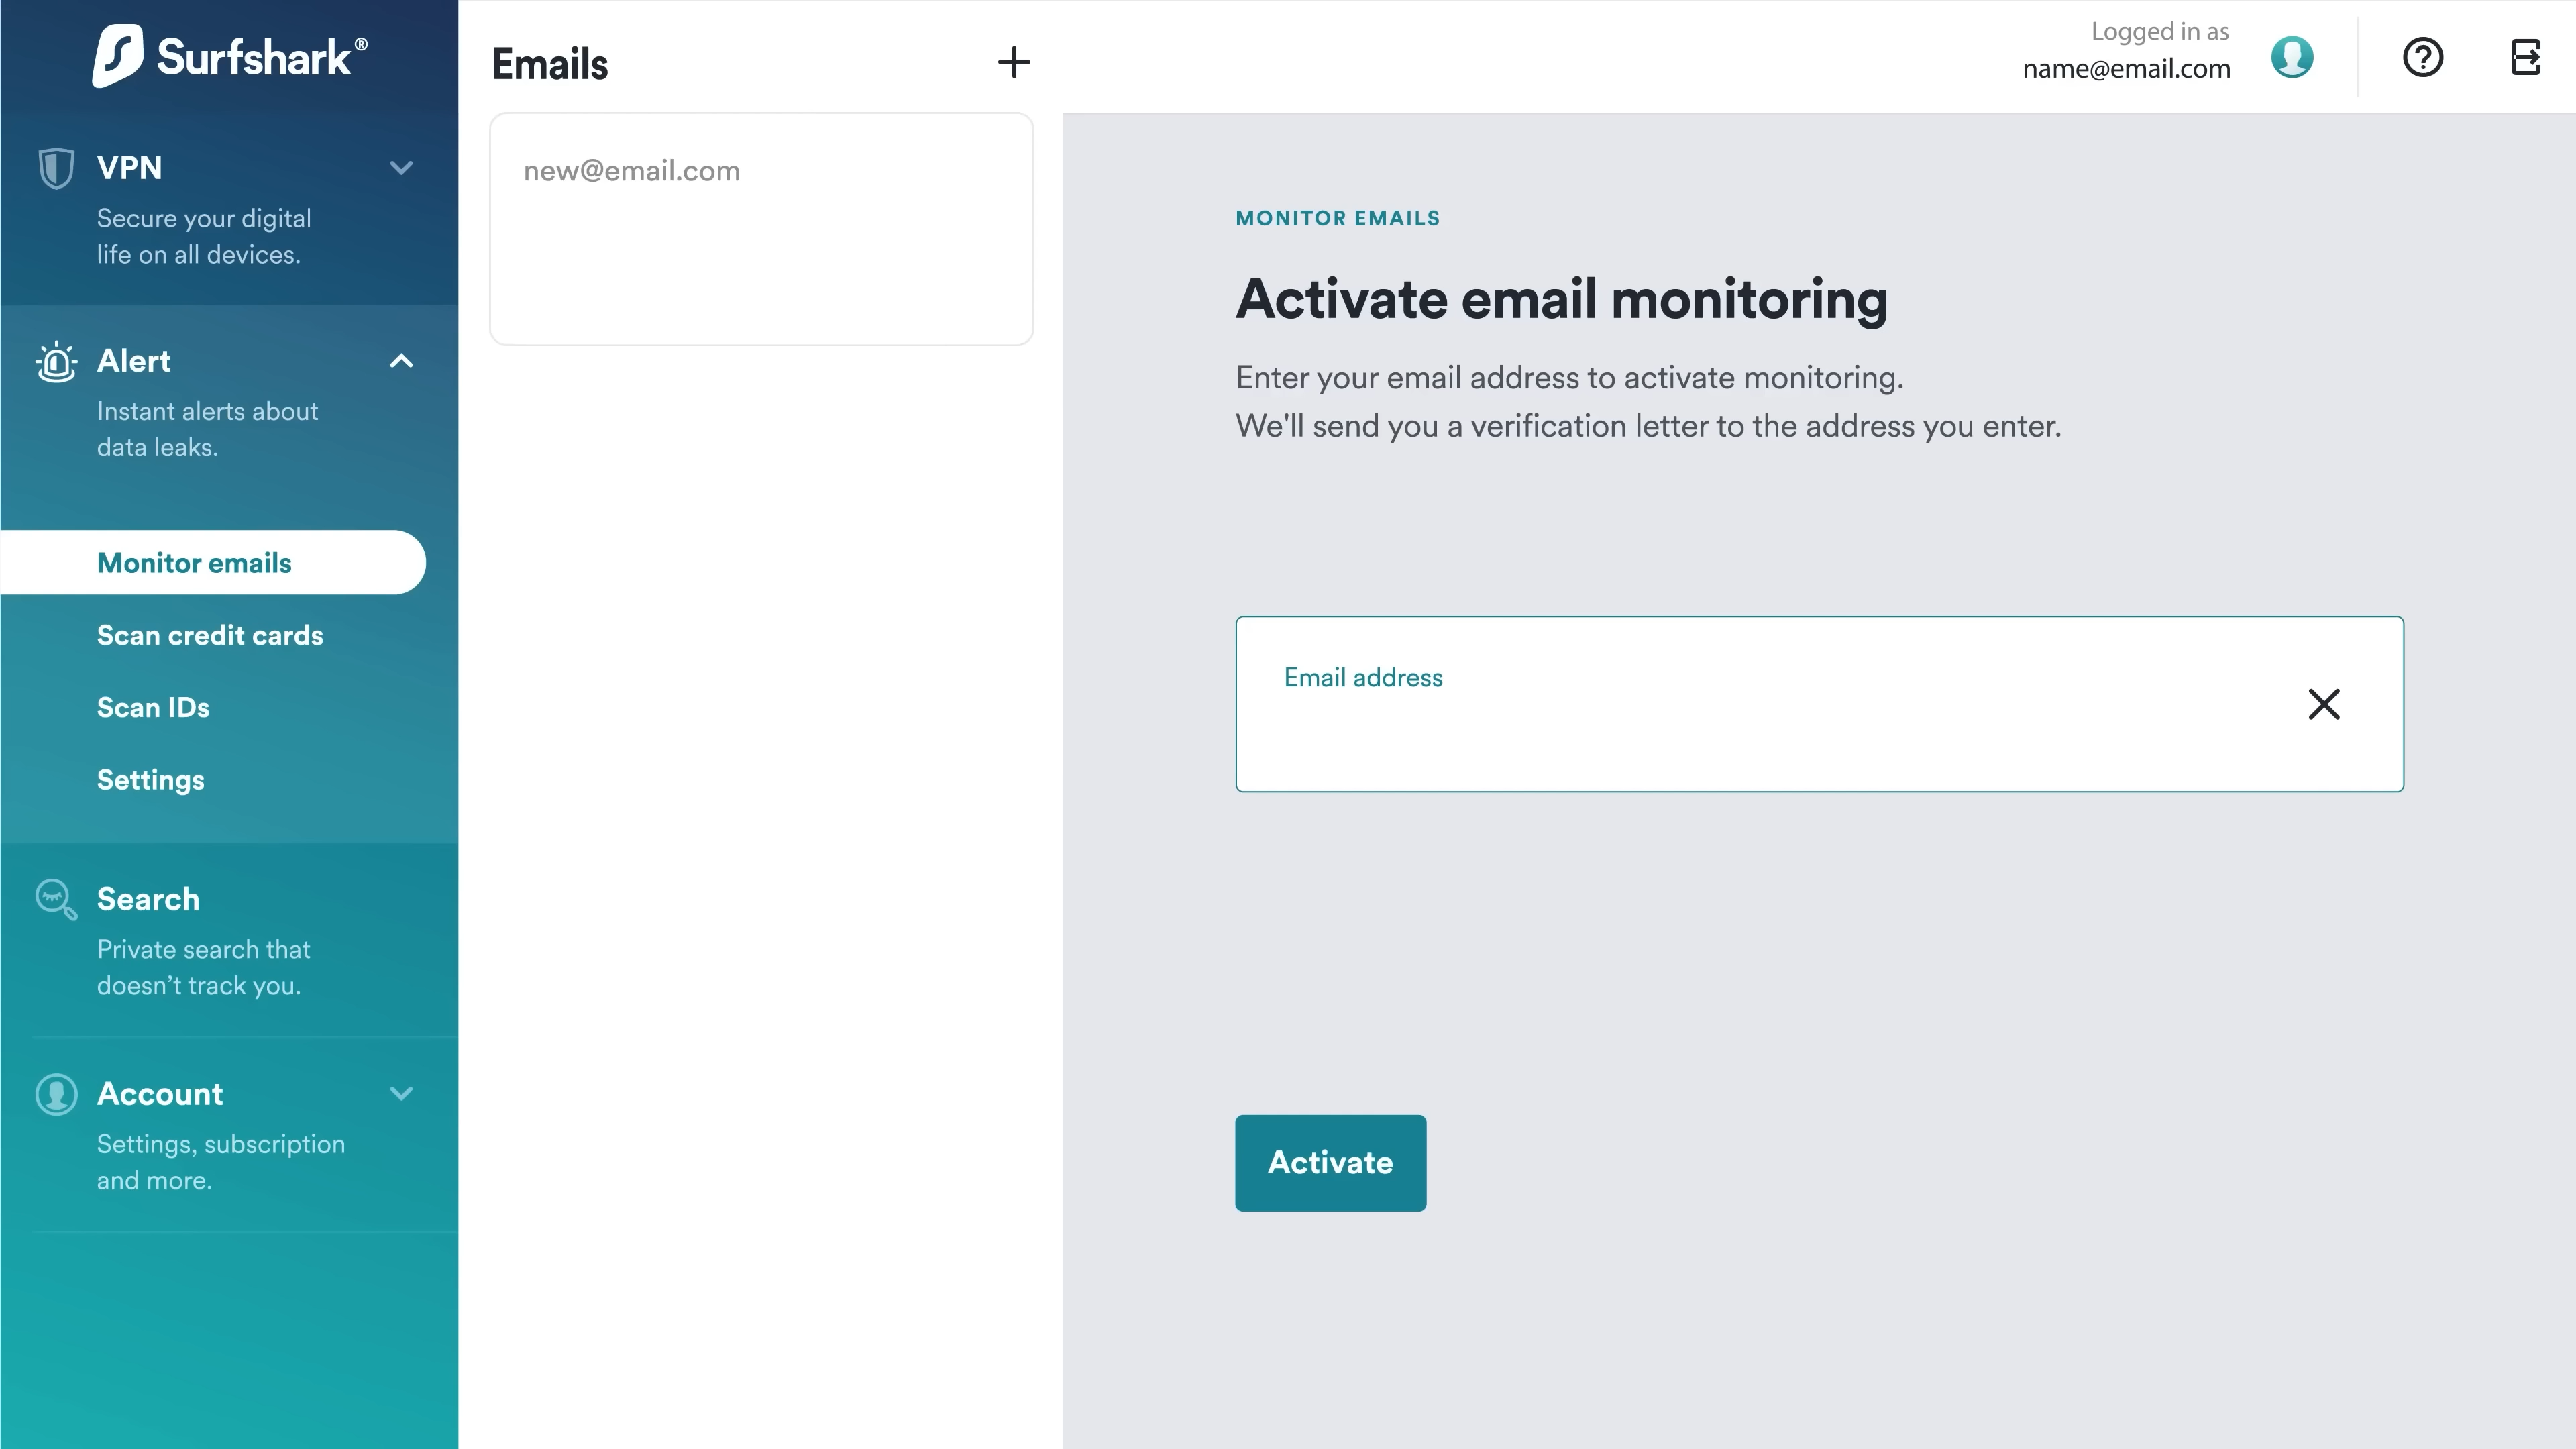 Surfshark®
VPN
Secure your digital
life on all devices.
Alert
Instant alerts about
data leaks.
Monitor emails
Scan credit cards
Scan IDs
Settings
Search
Private search that
doesn’t track you.
Account
Settings, subscription
and more.
Emails
new@email.com
Logged in as
name@email.com
MONITOR EMAILS
Activate email monitoring
Enter your email address to activate monitoring.
We'll send you a verification letter to the address you enter.
Email address
Activate